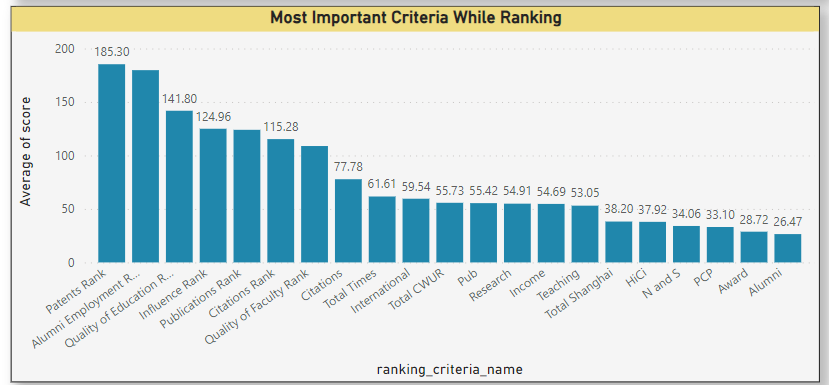 Most Important Criteria While Ranking
Average of score
200
150
100
50
0
185.30
141.80
124.96
115.28
77.78
61.61
59.54
55.73
55.42
54.91
54.69
53.05
38.20
37.92
34.06
33.10
28.72
26.47
Patents Rank
Alumni Employment R...
Quality of Education R...
Influence Rank
Publications Rank
Citations Rank
Quality of Faculty Rank
Citations
Total Times
International
Total CWUR
Pub
Research
Income
Teaching
Total Shanghai
HiCi
N and S
PCP
Award
Alumni
ranking_criteria_name